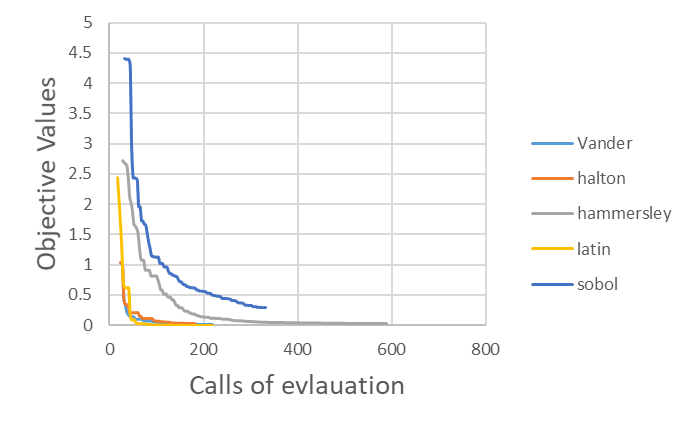 Objective Values
5
4.5
4
3.5
3
2.5
2
1.5
1
0.5
0
0 200 400 600 800
Calls of evlauation
Vander
halton
hammersley
latin
sobol